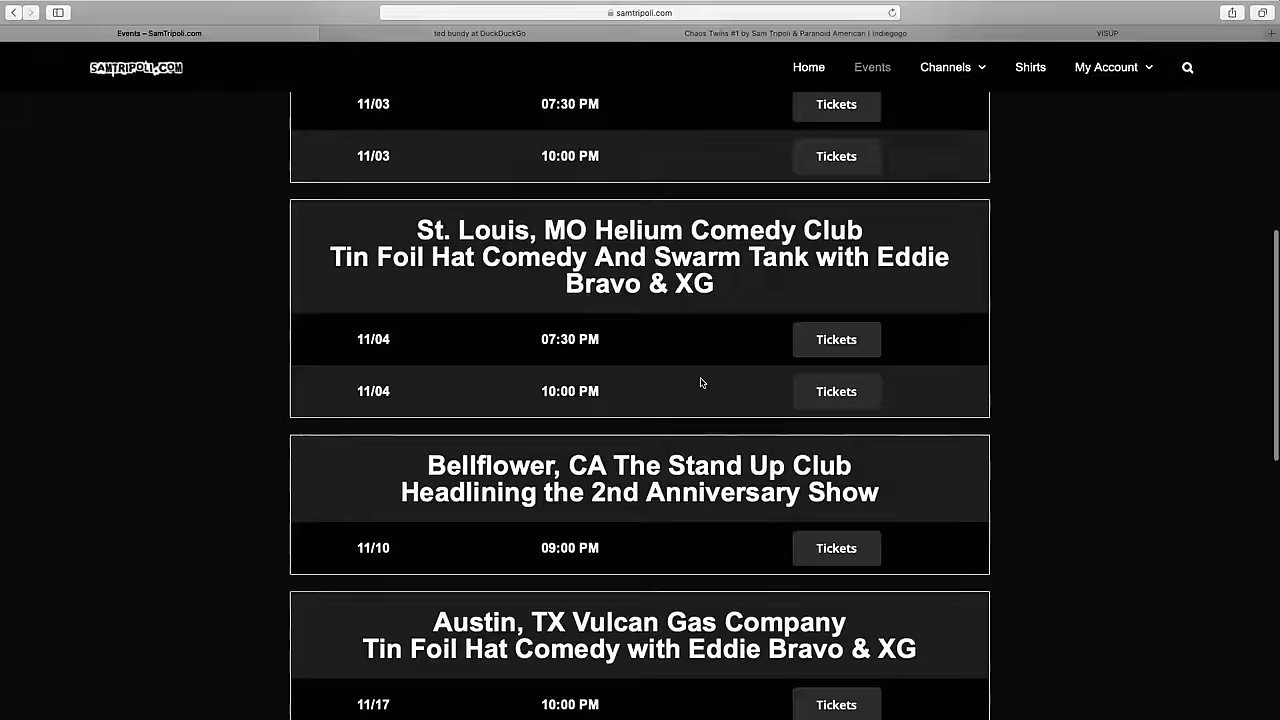 samtripoli.com
Events – SamTripoli
ted bundy at DuckDuckGo
Chaos Twins #1 by Sam Tripoli & Paranoid American | Indiegogo
VISUP
SAMTRIPOLI.COM
Home
Events
Channels
Shirts
My Account
11/03 07:30 PM Tickets
11/03 10:00 PM Tickets
St. Louis, MO Helium Comedy Club
Tin Foil Hat Comedy And Swarm Tank with Eddie
Bravo & XG
11/04 07:30 PM Tickets
11/04 10:00 PM Tickets
Bellflower, CA The Stand Up Club
Headlining the 2nd Anniversary Show
11/10 09:00 PM Tickets
Austin, TX Vulcan Gas Company
Tin Foil Hat Comedy with Eddie Bravo & XG
11/17 10:00 PM Tickets